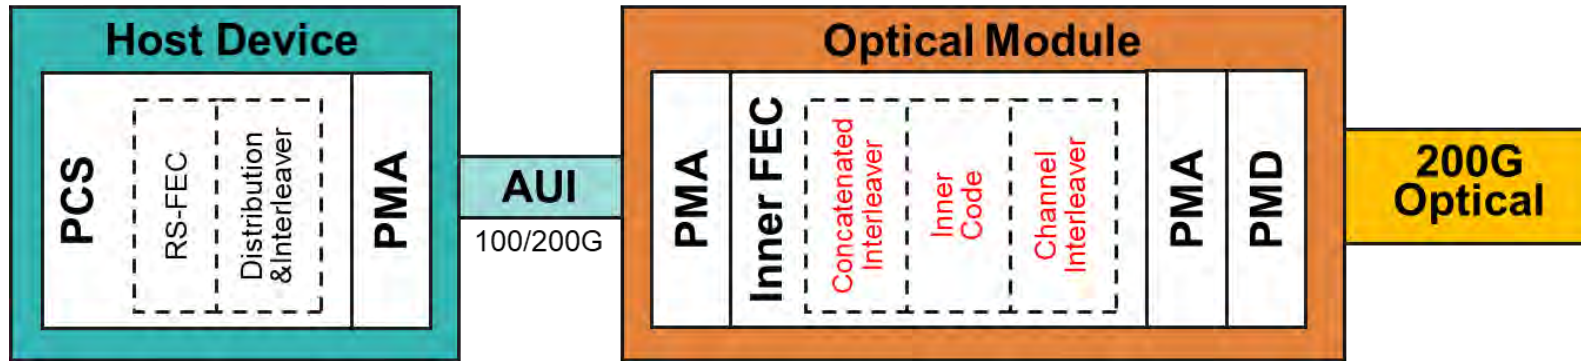 Host Device
PCS
RS-FEC
Distribution
&Interleaver
PMA
AUI
100/200G
Optical Module
PMA
Inner FEC
Concatenated
Interleaver
Inner
Code
Channel
Interleaver
PMA
PMD
200G
Optical